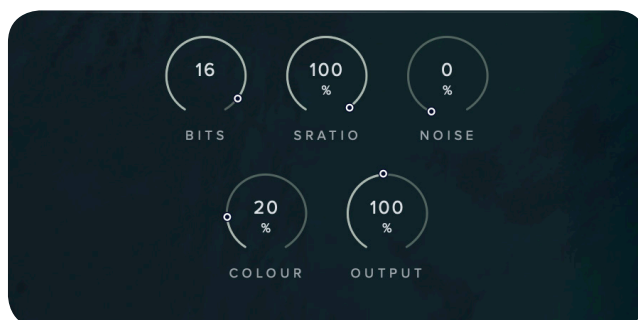 16 100 0
% %
BITS SRATIO NOISE
20 100
% %
COLOUR OUTPUT